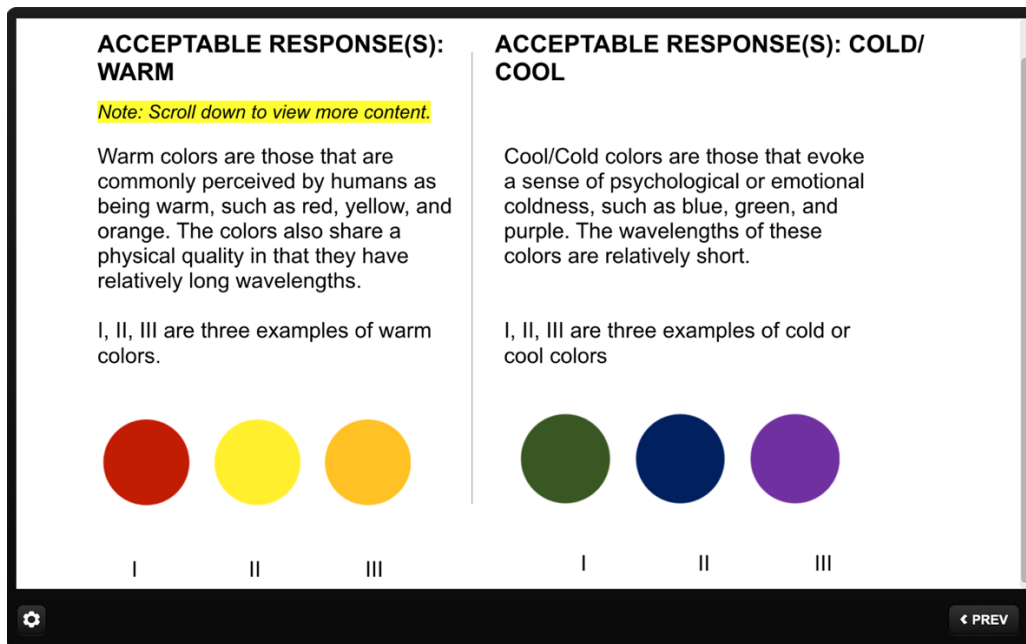 ACCEPTABLE RESPONSE(S):
WARM
Note: Scroll down to view more content.
Warm colors are those that are
commonly perceived by humans as
being warm, such as red, yellow, and
orange. The colors also share a
physical quality in that they have
relatively long wavelengths.
I, II, III are three examples of warm
colors.
I II III
ACCEPTABLE RESPONSE(S): COLD/
COOL
Cool/Cold colors are those that evoke
a sense of psychological or emotional
coldness, such as blue, green, and
purple. The wavelengths of these
colors are relatively short.
I, II, III are three examples of cold or
cool colors
I II III
PREV